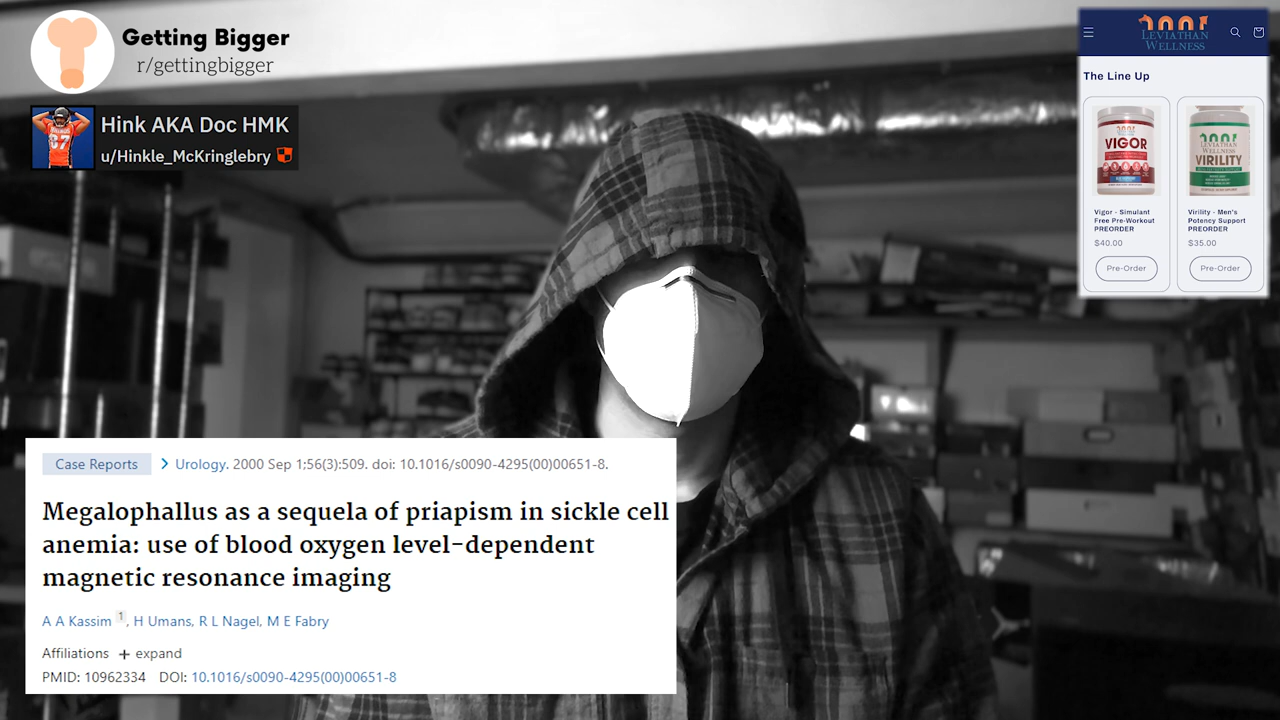 Getting Bigger
r/gettingbigger
Hink AKA Doc HMK
u/Hinkle_McKringlebry
LEVIATHAN
WELLNESS
The Line Up
LEVIATHAN
VIGOR
LEVIATHAN
WELLNESS
VIRILITY
Vigor - Simulant
Free Pre-Workout
PREORDER
$40.00
Pre-Order
Virility - Men's
Potency Support
PREORDER
$35.00
Pre-Order
Case Reports
Urology. 2000 Sep 1;56(3):509. doi: 10.1016/s0090-4295(00)00651-8.
Megalophallus as a sequela of priapism in sickle cell
anemia: use of blood oxygen level-dependent
magnetic resonance imaging
A A Kassim 1, H Umans, R L Nagel, M E Fabry
Affiliations + expand
PMID: 10962334 DOI: 10.1016/s0090-4295(00)00651-8